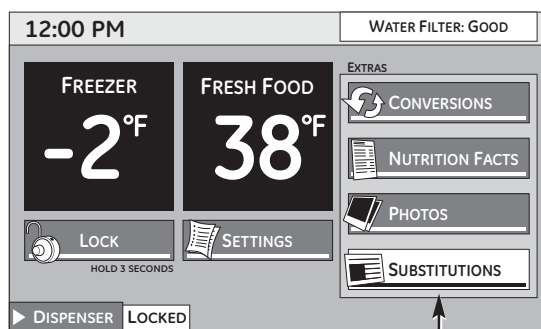 12:00 PM
WATER FILTER: GOOD
FREEZER
-2°F
FRESH FOOD
38°F
EXTRAS
CONVERSIONS
NUTRITION FACTS
PHOTOS
SUBSTITUTIONS
LOCK
HOLD 3 SECONDS
SETTINGS
DISPENSER LOCKED